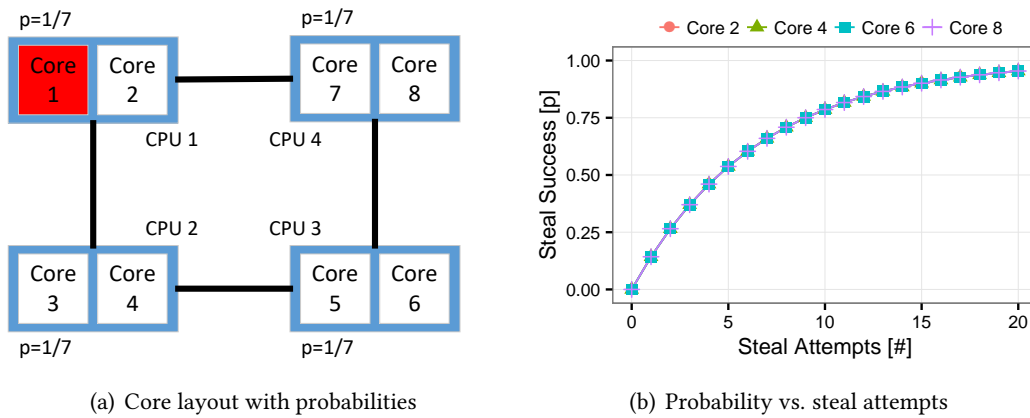 p=1/7
p=1/7
Core 1
Core 2
Core 7
Core 8
CPU 1
CPU 4
CPU 2
CPU 3
Core 3
Core 4
Core 5
Core 6
p=1/7
p=1/7
(a) Core layout with probabilities
Core 2 Core 4 Core 6 Core 8
Steal Success [p]
1.00
0.75
0.50
0.25
0.00
0 5 10 15 20
Steal Attempts [#]
(b) Probability vs. steal attempts